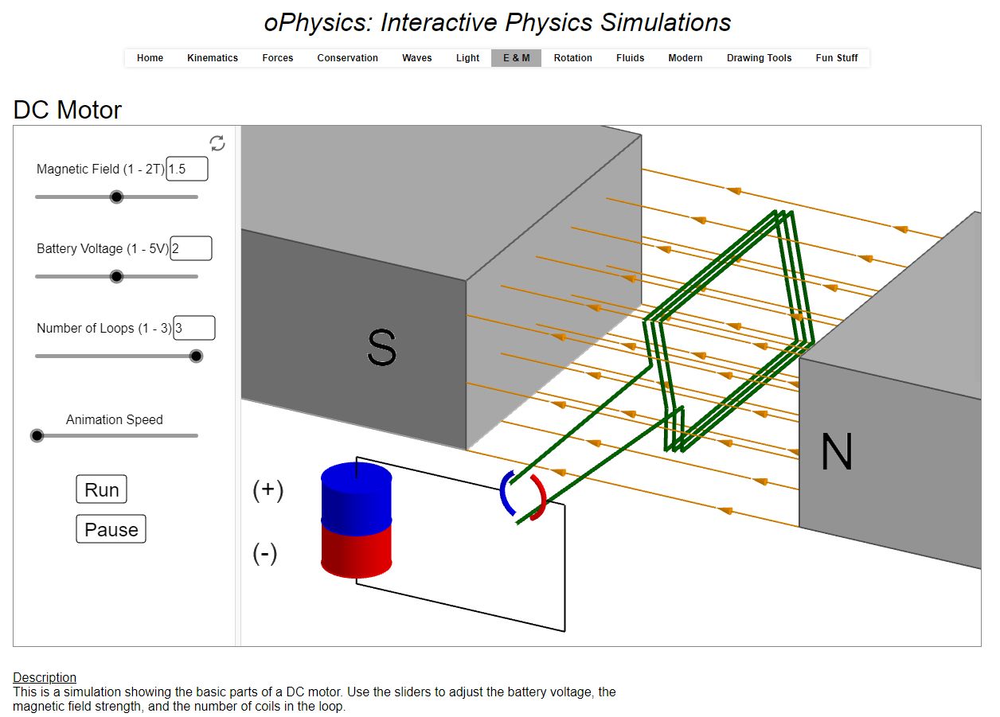 oPhysics: Interactive Physics Simulations
Home Kinematics Forces Conservation Waves Light E & M Rotation Fluids Modern Drawing Tools Fun Stuff
DC Motor
Magnetic Field (1 - 2T) 1.5
Battery Voltage (1 - 5V) 2
Number of Loops (1 - 3) 3
Animation Speed
Run
Pause
S
N
(+)
(-)
Description
This is a simulation showing the basic parts of a DC motor. Use the sliders to adjust the battery voltage, the
magnetic field strength, and the number of coils in the loop.